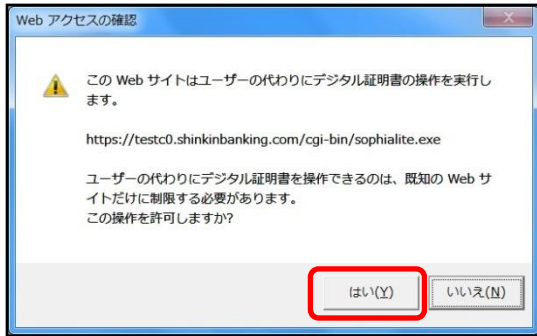 Web アクセスの確認
この Web サイトはユーザーの代わりにデジタル証明書の操作を実行し
ます。
https://testc0.shinkinbanking.com/cgi-bin/sophialite.exe
ユーザーの代わりにデジタル証明書を操作できるのは、既知の Web サ
イトだけに制限する必要があります。
この操作を許可しますか?
はい(Y) いいえ(N)